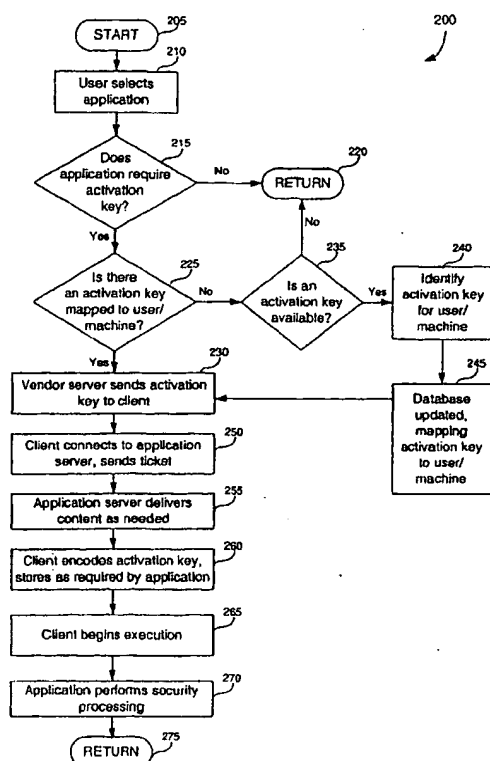 205
START
200
210
User selects
application
215
Does
application require
activation
key?
No
220
RETURN
Yes
No
225
Is there
an activation key
mapped to user/
machine?
No
235
Is an
activation key
available?
Yes
240
Identify
activation key
for user/
machine
Yes
230
Vendor server sends activation
key to client
245
Database
updated,
mapping
activation key
to user/
machine
250
Client connects to application
server, sends ticket
255
Application server delivers
content as needed
260
Client encodes activation key,
stores as required by application
265
Client begins execution
270
Application performs security
processing
RETURN
275